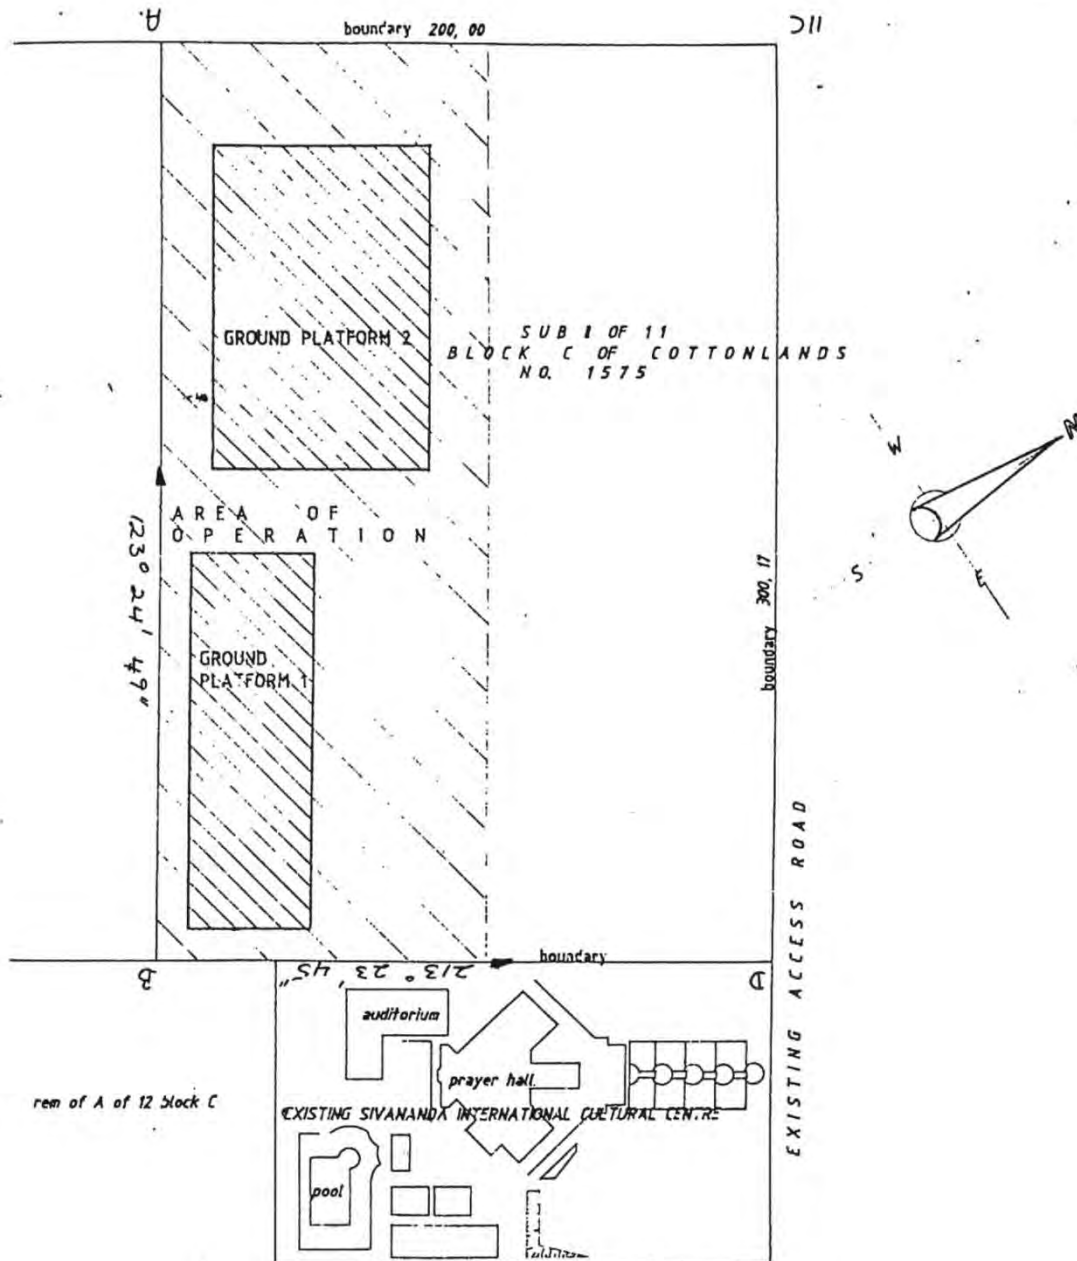 A.
boundary 200,00
11C
GROUND PLATFORM 2
SUB 1 OF 11
BLOCK C OF COTTONLANDS
NO. 1575
N
W
S
E
AREA OF
OPERATION
123° 24' 49"
GROUND
PLATFORM 1
boundary 300,17
EXISTING ACCESS ROAD
B
213° 23' 45"
boundary
D
auditorium
prayer hall
rem of A of 12 block C
EXISTING SIVANANDA INTERNATIONAL CULTURAL CENTRE
pool